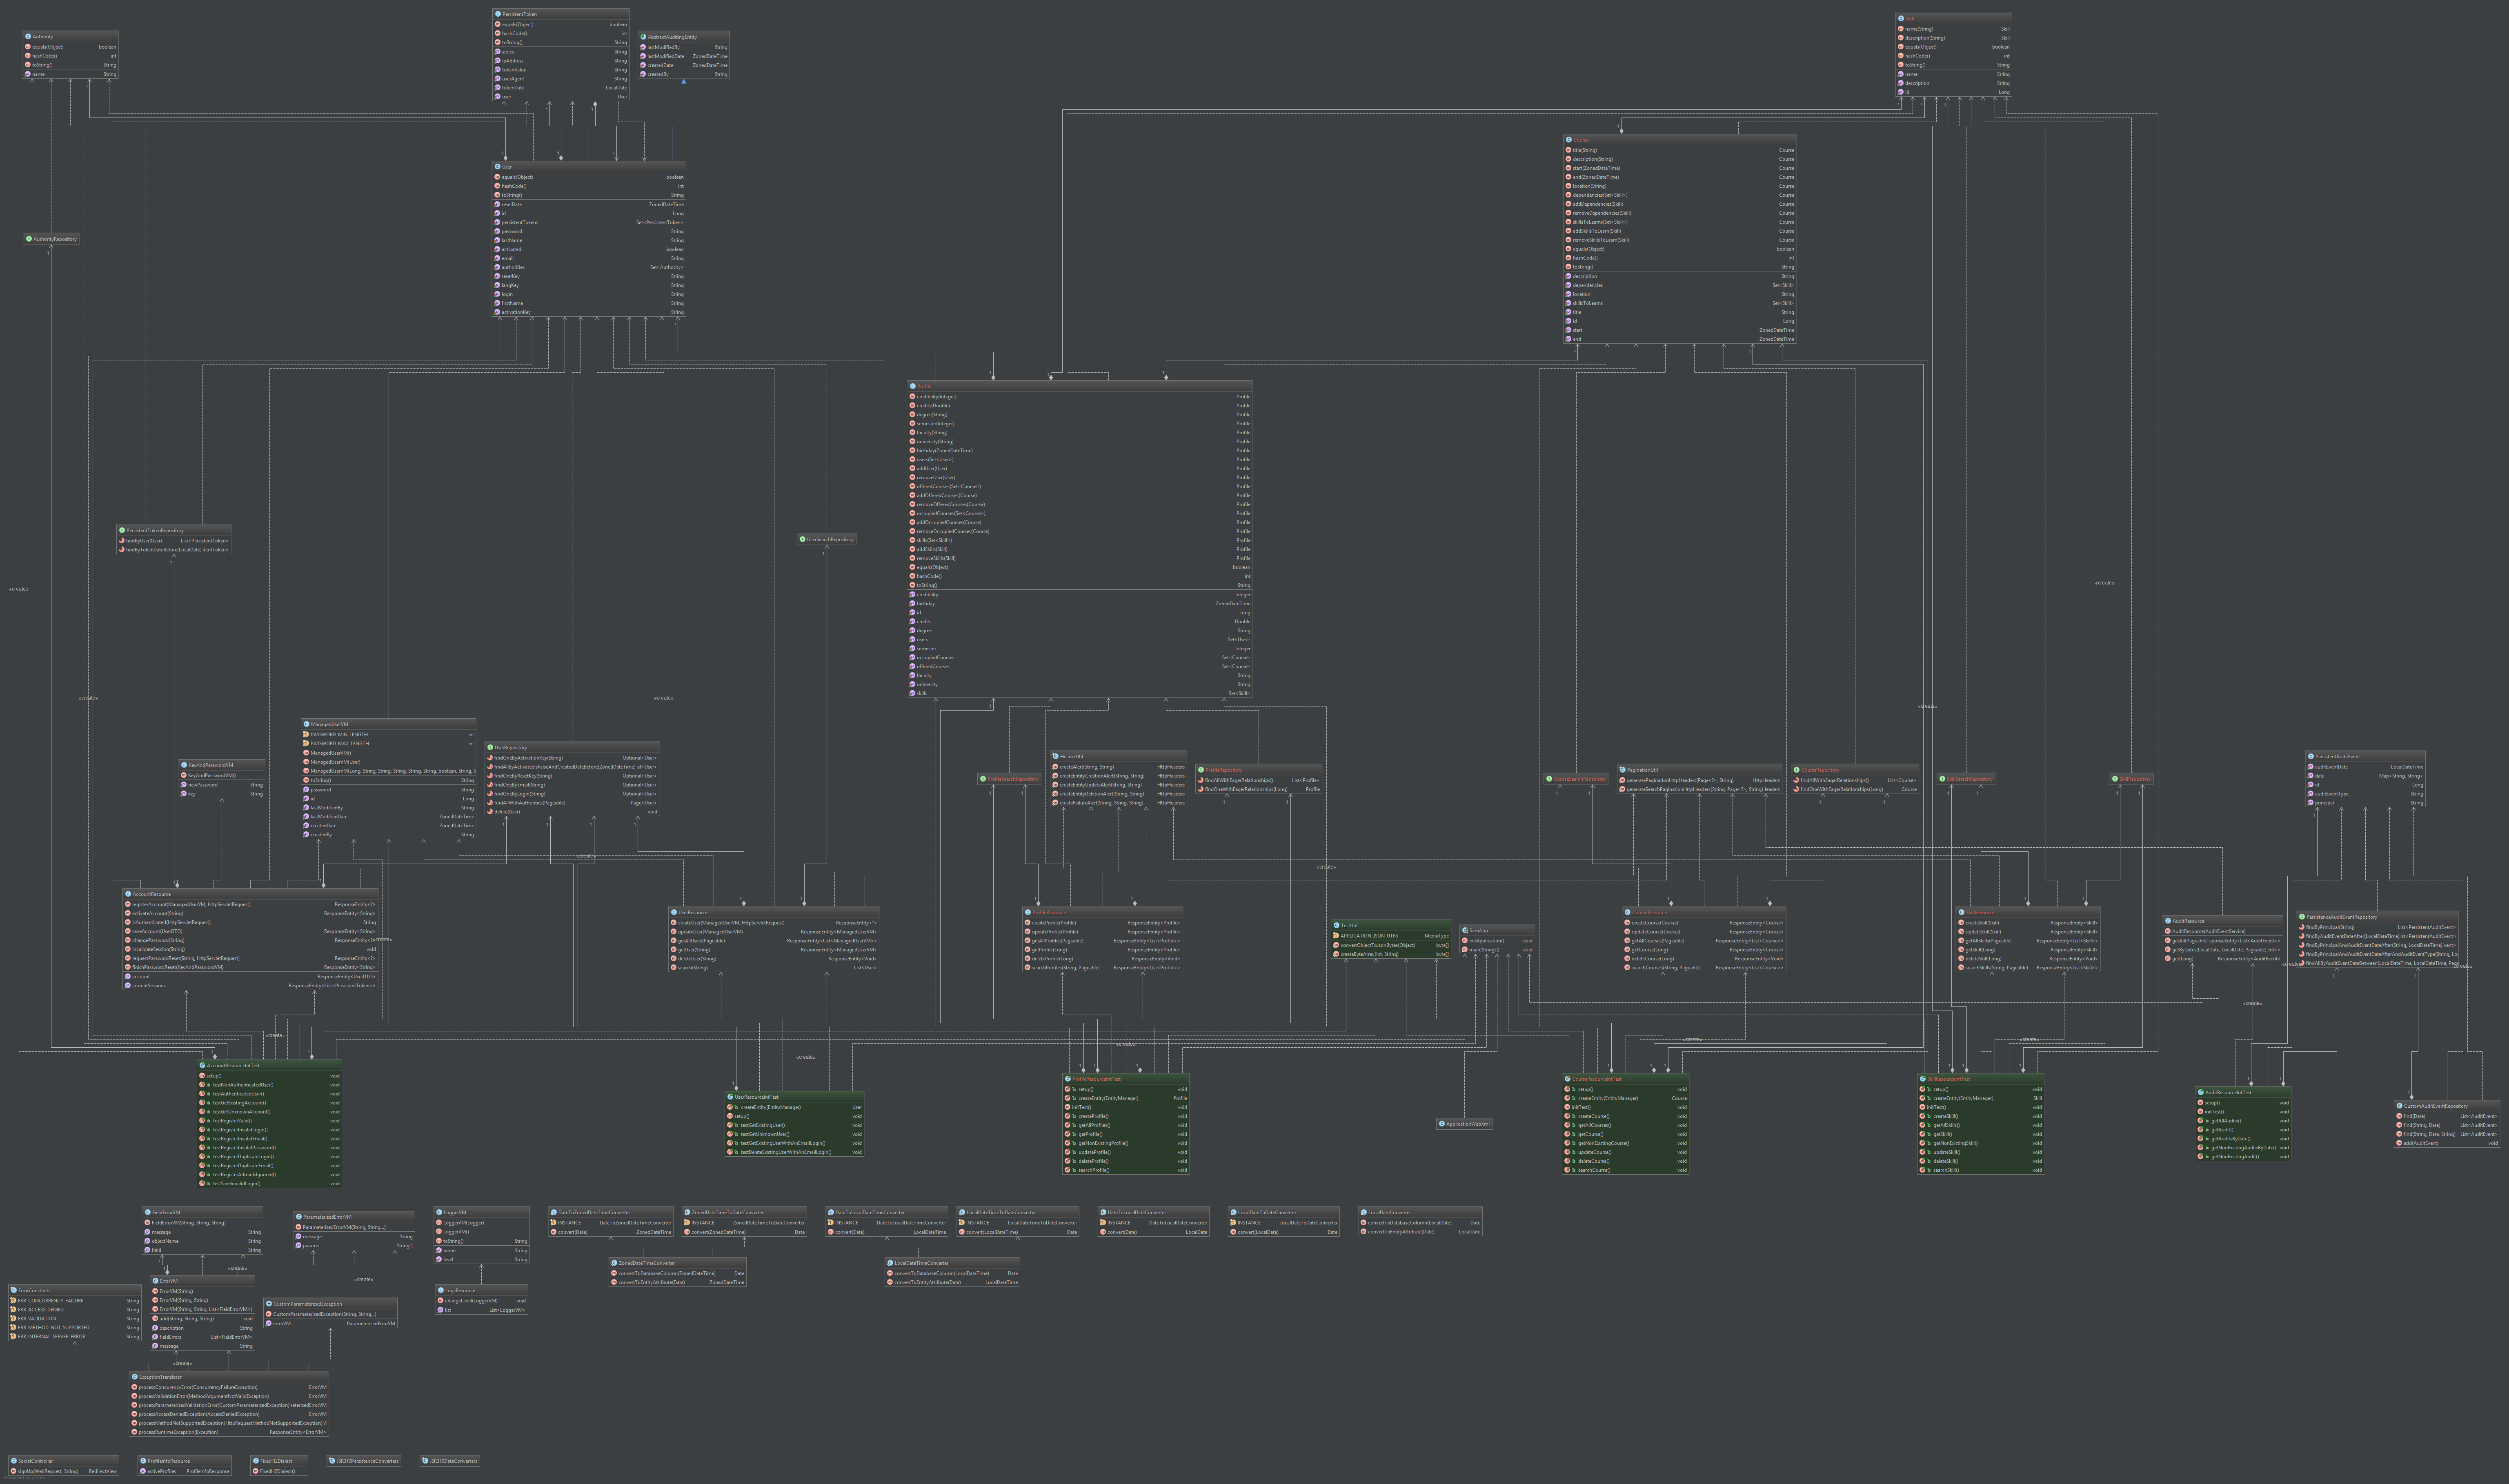 PersistentToken
equals(Object) boolean
hashCode() int
toString() String
series String
ipAddress String
tokenValue String
userAgent String
tokenDate LocalDate
user User
Authority
equals(Object) boolean
hashCode() int
toString() String
name String
AbstractAuditingEntity
lastModifiedBy String
lastModifiedDate ZonedDateTime
createdDate ZonedDateTime
createdBy String
Skill
name(String) Skill
description(String) Skill
equals(Object) boolean
hashCode() int
toString() String
name String
description String
id Long
Course
title(String) Course
description(String) Course
start(ZonedDateTime) Course
end(ZonedDateTime) Course
location(String) Course
dependencies(Set<Skill>) Course
addDependencies(Skill) Course
removeDependencies(Skill) Course
skillsToLearns(Set<Skill>) Course
addSkillsToLearn(Skill) Course
removeSkillsToLearn(Skill) Course
equals(Object) boolean
hashCode() int
toString() String
description String
dependencies Set<Skill>
location String
skillsToLearns Set<Skill>
title String
id Long
start ZonedDateTime
end ZonedDateTime
User
equals(Object) boolean
hashCode() int
toString() String
resetDate ZonedDateTime
id Long
persistentTokens Set<PersistentToken>
password String
lastName String
activated boolean
email String
authorities Set<Authority>
resetKey String
langKey String
login String
firstName String
activationKey String
AuthorityRepository
Profile
credibility(Integer) Profile
credits(Double) Profile
degree(String) Profile
semester(Integer) Profile
faculty(String) Profile
university(String) Profile
birthday(ZonedDateTime) Profile
users(Set<User>) Profile
addUser(User) Profile
removeUser(User) Profile
offeredCourses(Set<Course>) Profile
addOfferedCourses(Course) Profile
removeOfferedCourses(Course) Profile
occupiedCourses(Set<Course>) Profile
addOccupiedCourses(Course) Profile
removeOccupiedCourses(Course) Profile
skills(Set<Skill>) Profile
addSkills(Skill) Profile
removeSkills(Skill) Profile
equals(Object) boolean
hashCode() int
toString() String
credibility Integer
birthday ZonedDateTime
id Long
credits Double
degree String
users Set<User>
semester Integer
occupiedCourses Set<Course>
offeredCourses Set<Course>
faculty String
university String
skills Set<Skill>
PersistentTokenRepository
findByUser(User) List<PersistentToken>
findByTokenDateBefore(LocalDate) istentToken>
UserSearchRepository
«create»
«create»
«create»
«create»
«create»
ManagedUserVM
PASSWORD_MIN_LENGTH int
PASSWORD_MAX_LENGTH int
ManagedUserVM()
ManagedUserVM(User)
ManagedUserVM(Long, String, String, String, String, String, boolean, String, S
toString() String
password String
id Long
lastModifiedBy String
lastModifiedDate ZonedDateTime
createdDate ZonedDateTime
createdBy String
KeyAndPasswordVM
KeyAndPasswordVM()
newPassword String
key String
UserRepository
findOneByActivationKey(String) Optional<User>
findAllByActivatedIsFalseAndCreatedDateBefore(ZonedDateTime) ist<User>
findOneByResetKey(String) Optional<User>
findOneByEmail(String) Optional<User>
findOneByLogin(String) Optional<User>
findAllWithAuthorities(Pageable) Page<User>
delete(User) void
ProfileSearchRepository
HeaderUtil
createAlert(String, String) HttpHeaders
createEntityCreationAlert(String, String) HttpHeaders
createEntityUpdateAlert(String, String) HttpHeaders
createEntityDeletionAlert(String, String) HttpHeaders
createFailureAlert(String, String, String) HttpHeaders
ProfileRepository
findAllWithEagerRelationships() List<Profile>
findOneWithEagerRelationships(Long) Profile
CourseSearchRepository
PaginationUtil
generatePaginationHttpHeaders(Page<?>, String) HttpHeaders
generateSearchPaginationHttpHeaders(String, Page<?>, String) leaders
CourseRepository
findAllWithEagerRelationships() List<Course>
findOneWithEagerRelationships(Long) Course
SkillSearchRepository
SkillRepository
PersistentAuditEvent
auditEventDate LocalDateTime
data Map<String, String>
id Long
auditEventType String
principal String
«create»
«create»
AccountResource
registerAccount(ManagedUserVM, HttpServletRequest) ResponseEntity<?>
activateAccount(String) ResponseEntity<String>
isAuthenticated(HttpServletRequest) String
saveAccount(UserDTO) ResponseEntity<String>
changePassword(String) ResponseEntity<?>
«create»
invalidateSession(String) void
requestPasswordReset(String, HttpServletRequest) ResponseEntity<?>
finishPasswordReset(KeyAndPasswordVM) ResponseEntity<String>
account ResponseEntity<UserDTO>
currentSessions ResponseEntity<List<PersistentToken>>
UserResource
createUser(ManagedUserVM, HttpServletRequest) ResponseEntity<?>
updateUser(ManagedUserVM) ResponseEntity<ManagedUserVM>
getAllUsers(Pageable) ResponseEntity<List<ManagedUserVM>>
getUser(String) ResponseEntity<ManagedUserVM>
deleteUser(String) ResponseEntity<Void>
search(String) List<User>
ProfileResource
createProfile(Profile) ResponseEntity<Profile>
updateProfile(Profile) ResponseEntity<Profile>
getAllProfiles(Pageable) ResponseEntity<List<Profile>>
getProfile(Long) ResponseEntity<Profile>
deleteProfile(Long) ResponseEntity<Void>
searchProfiles(String, Pageable) ResponseEntity<List<Profile>>
TestUtil
APPLICATION_JSON_UTF8 MediaType
convertObjectToJsonBytes(Object) byte[]
createByteArray(int, String) byte[]
SamsApp
initApplication() void
main(String[]) void
CourseResource
createCourse(Course) ResponseEntity<Course>
updateCourse(Course) ResponseEntity<Course>
getAllCourses(Pageable) ResponseEntity<List<Course>>
getCourse(Long) ResponseEntity<Course>
deleteCourse(Long) ResponseEntity<Void>
searchCourses(String, Pageable) ResponseEntity<List<Course>>
SkillResource
createSkill(Skill) ResponseEntity<Skill>
updateSkill(Skill) ResponseEntity<Skill>
getAllSkills(Pageable) ResponseEntity<List<Skill>>
getSkill(Long) ResponseEntity<Skill>
deleteSkill(Long) ResponseEntity<Void>
searchSkills(String, Pageable) ResponseEntity<List<Skill>>
AuditResource
AuditResource(AuditEventService)
getAll(Pageable) sponseEntity<List<AuditEvent>>
getByDates(LocalDate, LocalDate, Pageable) ent>>
get(Long) ResponseEntity<AuditEvent>
PersistenceAuditEventRepository
findByPrincipal(String) List<PersistentAuditEvent>
findByAuditEventDateAfter(LocalDateTime) st<PersistentAuditEvent>
findByPrincipalAndAuditEventDateAfter(String, LocalDateTime) vent>
findByPrincipalAndAuditEventDateAfterAndAuditEventType(String, Loc
findAllByAuditEventDateBetween(LocalDateTime, LocalDateTime, Page
«create»
«create»
«create»
«create»
«create»
«create»
«create»
«create»
«create»
AccountResourceIntTest
setup() void
testNonAuthenticatedUser() void
testAuthenticatedUser() void
testGetExistingAccount() void
testGetUnknownAccount() void
testRegisterValid() void
testRegisterInvalidLogin() void
testRegisterInvalidEmail() void
testRegisterInvalidPassword() void
testRegisterDuplicateLogin() void
testRegisterDuplicateEmail() void
testRegisterAdminIsIgnored() void
testSaveInvalidLogin() void
UserResourceIntTest
createEntity(EntityManager) User
setup() void
testGetExistingUser() void
testGetUnknownUser() void
testGetExistingUserWithAnEmailLogin() void
testDeleteExistingUserWithAnEmailLogin() void
ProfileResourceIntTest
setup() void
createEntity(EntityManager) Profile
initTest() void
createProfile() void
getAllProfiles() void
getProfile() void
getNonExistingProfile() void
updateProfile() void
deleteProfile() void
searchProfile() void
ApplicationWebXml
CourseResourceIntTest
setup() void
createEntity(EntityManager) Course
initTest() void
createCourse() void
getAllCourses() void
getCourse() void
getNonExistingCourse() void
updateCourse() void
deleteCourse() void
searchCourse() void
SkillResourceIntTest
setup() void
createEntity(EntityManager) Skill
initTest() void
createSkill() void
getAllSkills() void
getSkill() void
getNonExistingSkill() void
updateSkill() void
deleteSkill() void
searchSkill() void
AuditResourceIntTest
setup() void
initTest() void
getAllAudits() void
getAudit() void
getAuditsByDate() void
getNonExistingAuditsByDate() void
getNonExistingAudit() void
CustomAuditEventRepository
find(Date) List<AuditEvent>
find(String, Date) List<AuditEvent>
find(String, Date, String) List<AuditEvent>
add(AuditEvent) void
FieldErrorVM
FieldErrorVM(String, String, String)
message String
objectName String
field String
ParameterizedErrorVM
ParameterizedErrorVM(String, String...)
message String
params String[]
LoggerVM
LoggerVM(Logger)
LoggerVM()
toString() String
name String
level String
DateToZonedDateTimeConverter
INSTANCE DateToZonedDateTimeConverter
convert(Date) ZonedDateTime
ZonedDateTimeToDateConverter
INSTANCE ZonedDateTimeToDateConverter
convert(ZonedDateTime) Date
DateToLocalDateTimeConverter
INSTANCE DateToLocalDateTimeConverter
convert(Date) LocalDateTime
LocalDateTimeToDateConverter
INSTANCE LocalDateTimeToDateConverter
convert(LocalDateTime) Date
DateToLocalDateConverter
INSTANCE DateToLocalDateConverter
convert(Date) LocalDate
LocalDateToDateConverter
INSTANCE LocalDateToDateConverter
convert(LocalDate) Date
LocalDateConverter
convertToDatabaseColumn(LocalDate) Date
convertToEntityAttribute(Date) LocalDate
ZonedDateTimeConverter
convertToDatabaseColumn(ZonedDateTime) Date
convertToEntityAttribute(Date) ZonedDateTime
LocalDateTimeConverter
convertToDatabaseColumn(LocalDateTime) Date
convertToEntityAttribute(Date) LocalDateTime
«create»
«create»
ErrorConstants
ERR_CONCURRENCY_FAILURE String
ERR_ACCESS_DENIED String
ERR_VALIDATION String
ERR_METHOD_NOT_SUPPORTED String
ERR_INTERNAL_SERVER_ERROR String
ErrorVM
ErrorVM(String)
ErrorVM(String, String)
ErrorVM(String, String, List<FieldErrorVM>)
add(String, String, String) void
description String
fieldErrors List<FieldErrorVM>
message String
CustomParameterizedException
CustomParameterizedException(String, String...)
errorVM ParameterizedErrorVM
LogsResource
changeLevel(LoggerVM) void
list List<LoggerVM>
«create»
ExceptionTranslator
processConcurencyError(ConcurrencyFailureException) ErrorVM
processValidationError(MethodArgumentNotValidException) ErrorVM
processParameterizedValidationError(CustomParameterizedException) neterizedErrorVM
processAccessDeniedException(AccessDeniedException) ErrorVM
processMethodNotSupportedException(HttpRequestMethodNotSupportedException)
processRuntimeException(Exception) ResponseEntity<ErrorVM>
SocialController
signUp(WebRequest, String) RedirectView
ProfileInfoResource
activeProfiles ProfileInfoResponse
FixedH2Dialect
FixedH2Dialect()
JSR310PersistenceConverters
JSR310DateConverters
Powered by yFiles